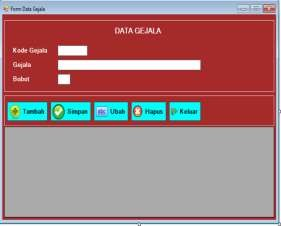 Form Data Gejala
DATA GEJALA
Kode Gejala
Gejala
Bobot
Tambah Simpan Ubah Hapus Keluar